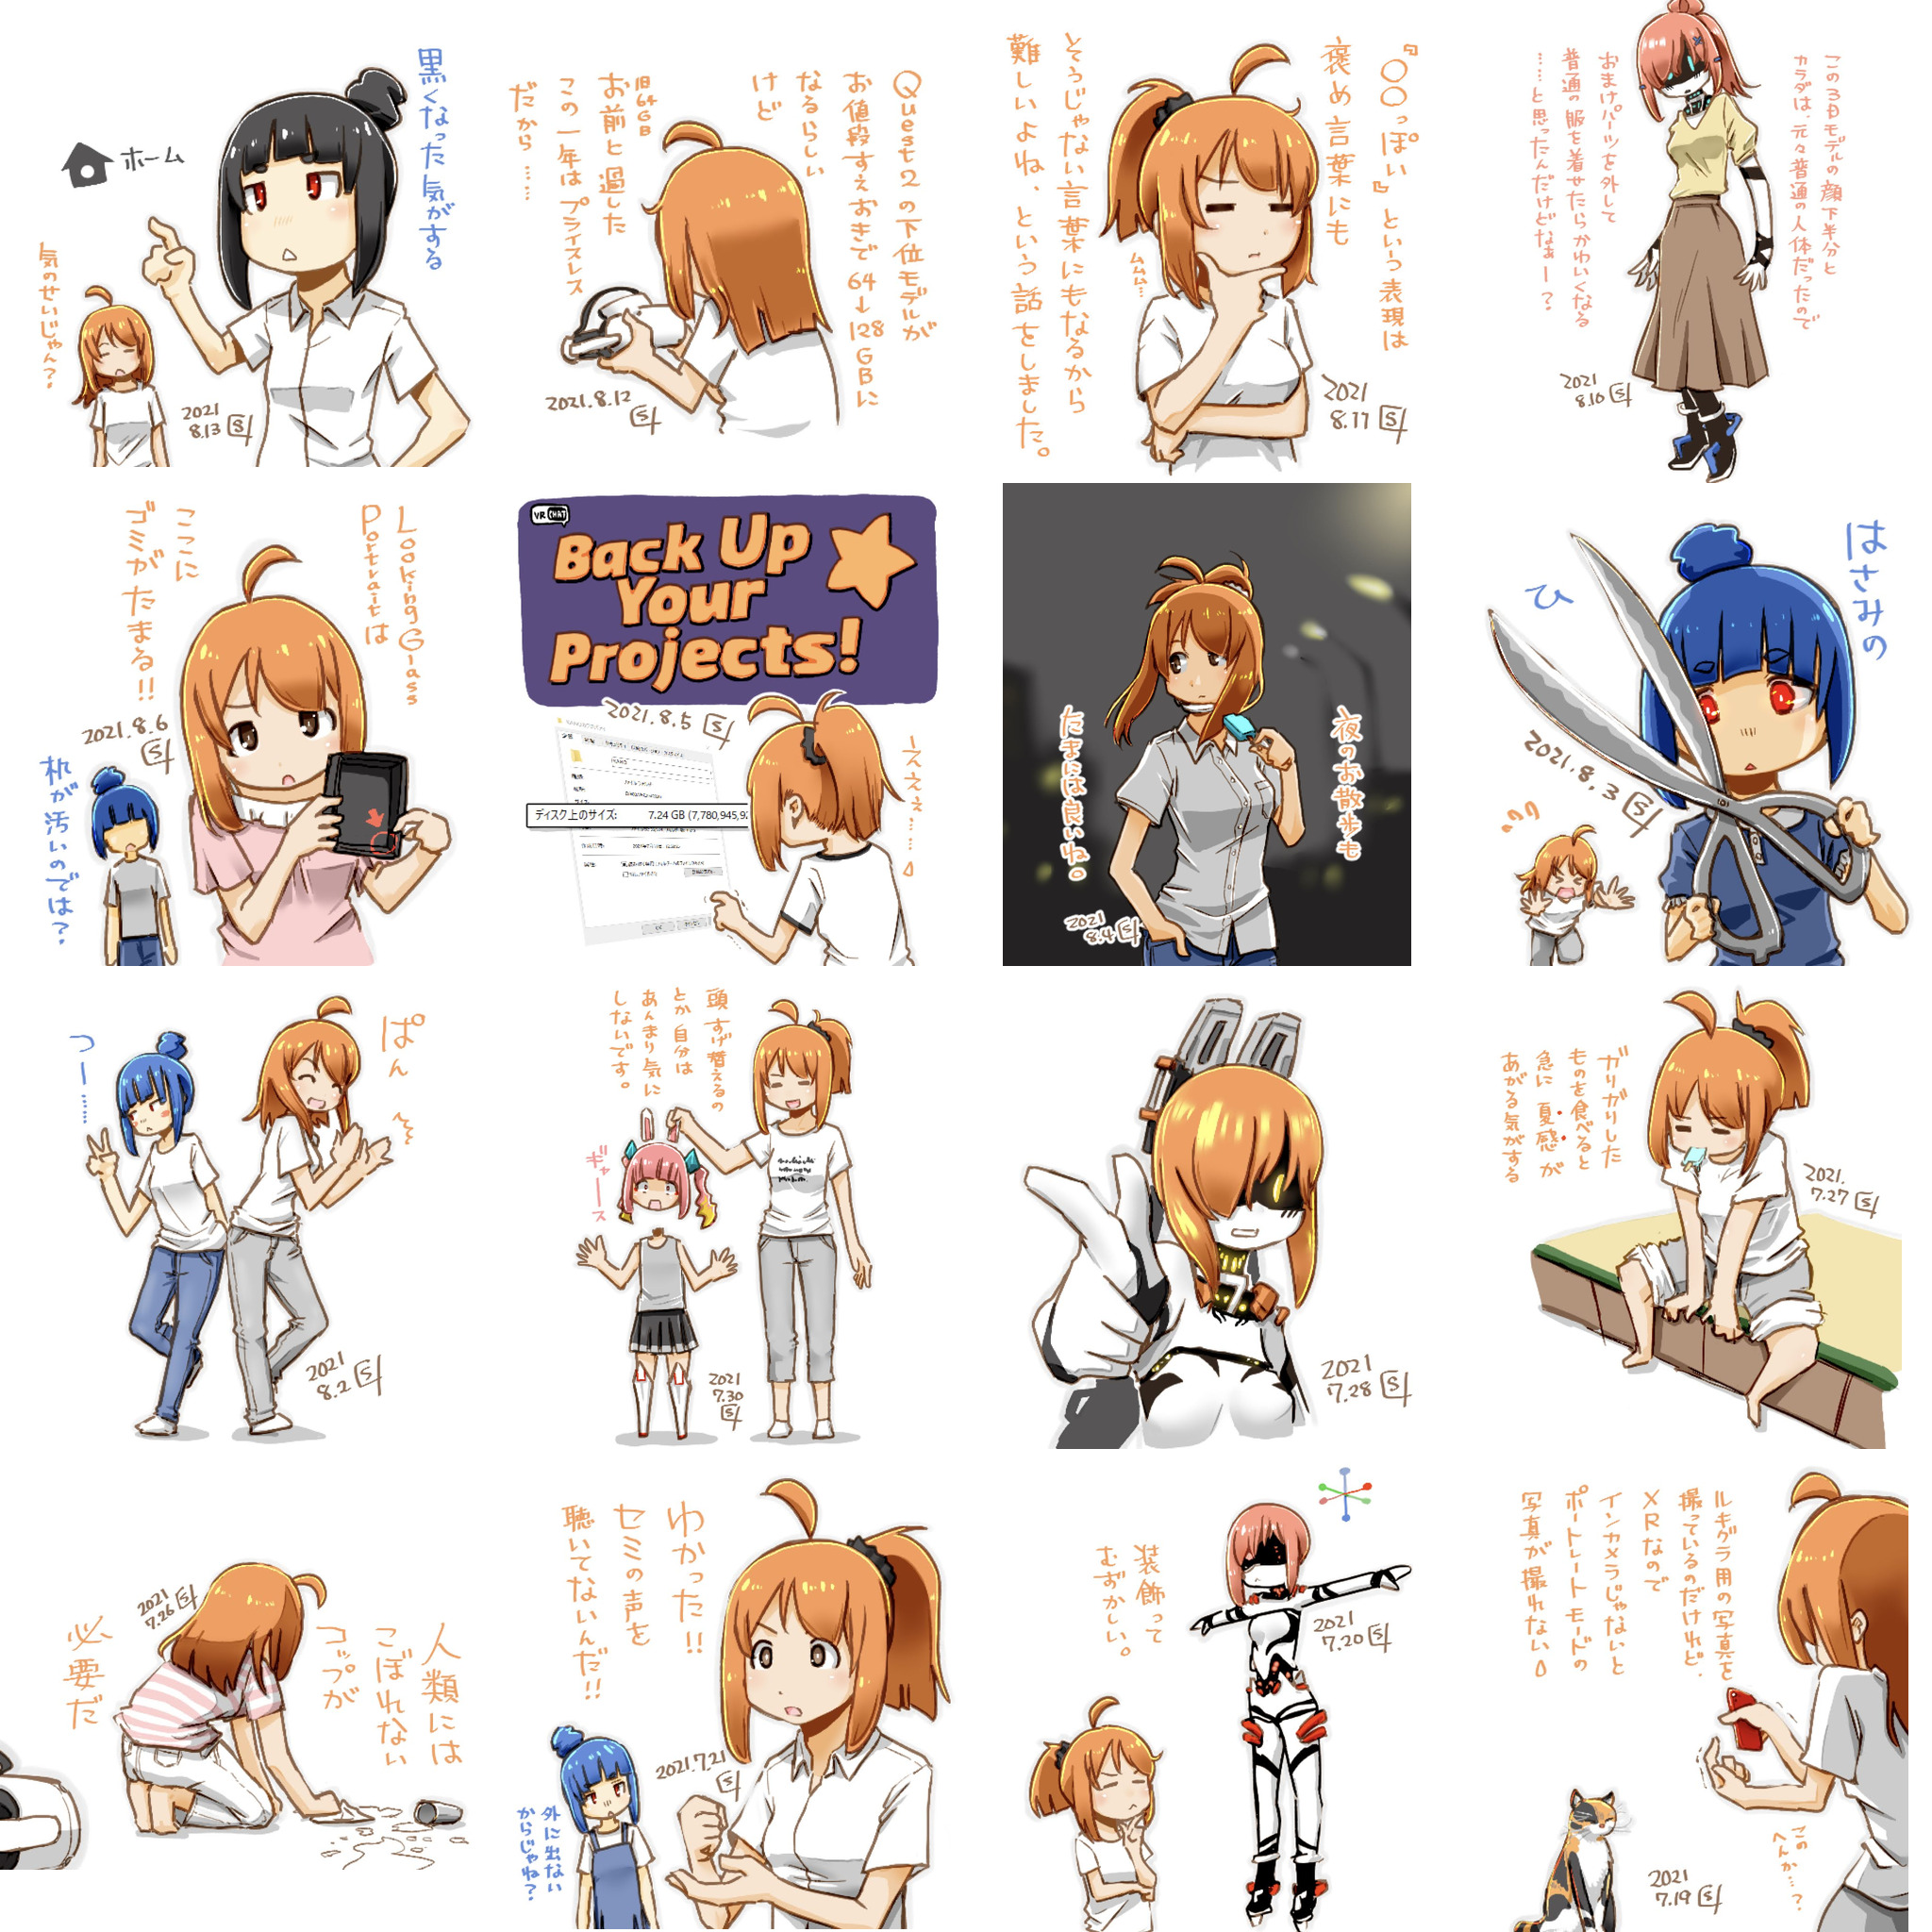 黒くなった気がする
ホーム
気のせいじゃん?
2021
8.13
Quest2の下位モデルが
お値段すえおきで64→128GBに
なるらしい
けど
旧64GB
お前と過した
この一年はプライスレス
だから……
2021.8.12
『○○っぽい』という表現は
褒め言葉にも
そうじゃない言葉にもなるから
難しいよね、という話をしました。
ムムム…
2021
8.11
この3Dモデルの顔下半分と
カラダは、元々普通の人体だったので
おまけパーツを外して
普通の服を着せたらかわいくなる
……と思ったんだけどなぁー?
2021
8.10
Looking Glass
Portraitは
ここに
ゴミがたまる!!
2021.8.6
机が汚いのでは?
VRCHAT
Back Up
Your
Projects!
2021.8.5
ディスク上のサイズ: 7.24 GB (7,780,945,92
えぇぇ……
夜のお散歩も
たまには良いね。
2021
8.4
はさみの
ひ
2021.8.3
ぱん
つー……
2021
8.2
頭すげ替えるの
とか自分は
あんまり気に
しないです。
ギャース
2021
7.30
7
2021
7.28
ガリガリした
ものを食べると
急に夏感が
あがる気がする
2021.
7.27
2021
7.26
人類には
こぼれない
コップが
必要だ
わかった!!
セミの声を
聴いてないんだ!!
2021.7.21
外に出ない
からじゃね?
装飾って
むずかしい。
2021
7.20
ルキグラ用の写真を
撮っているのだけれど、
XRなので
インカメラじゃないと
ポートレートモードの
写真が撮れない
この
へんか…?
2021
7.19